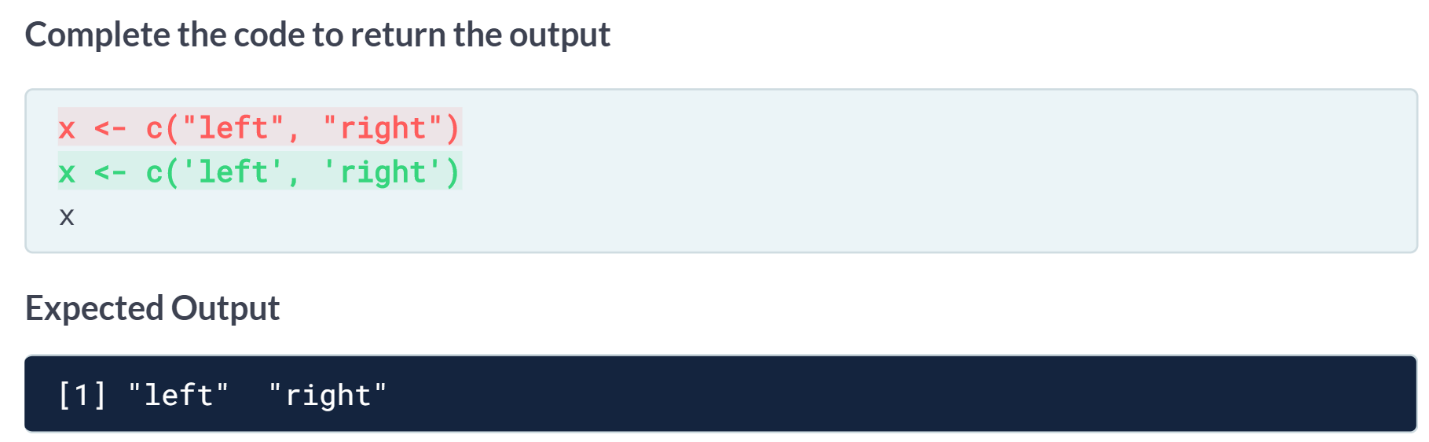 Complete the code to return the output
x <- c("left", "right")
x <- c('left', 'right')
x
Expected Output
[1] "left"  "right"